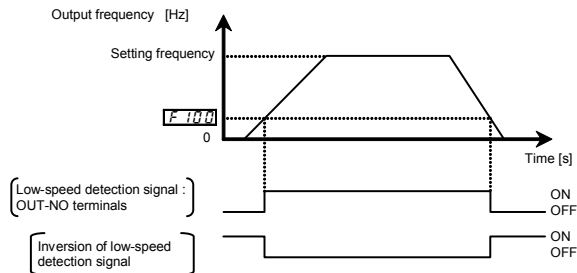 Output frequency [Hz]
Setting frequency
F 100
0
Time [s]
Low-speed detection signal :
OUT-NO terminals
ON
OFF
Inversion of low-speed
detection signal
ON
OFF